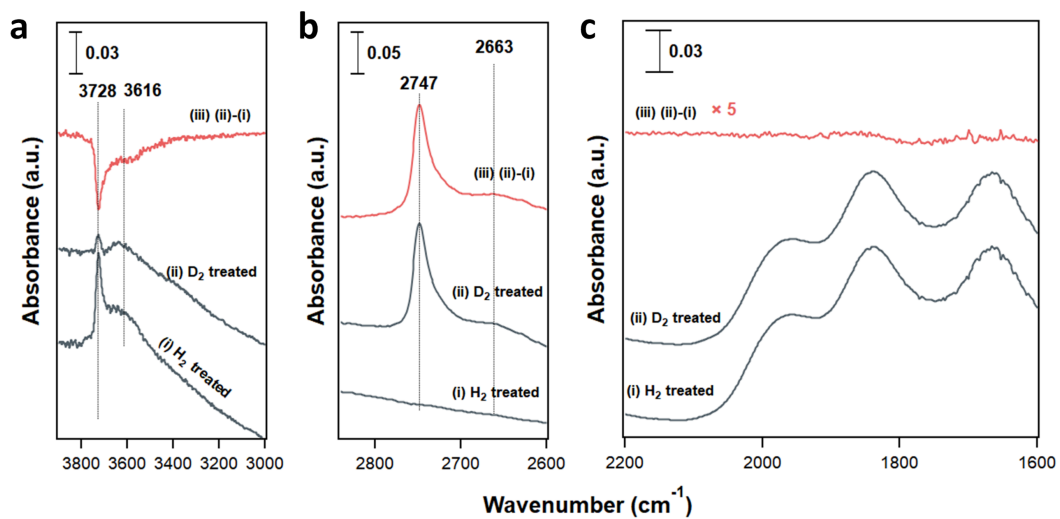 a
0.03
3728 3616
(iii) (ii)-(i)
(ii) D2 treated
(i) H2 treated
Absorbance (a.u.)
3800 3600 3400 3200 3000
b
0.05
2663
2747
(iii) (ii)-(i)
(ii) D2 treated
(i) H2 treated
Absorbance (a.u.)
2800 2700 2600
c
0.03
(iii) (ii)-(i) × 5
(ii) D2 treated
(i) H2 treated
Absorbance (a.u.)
2200 2000 1800 1600
Wavenumber (cm-1)